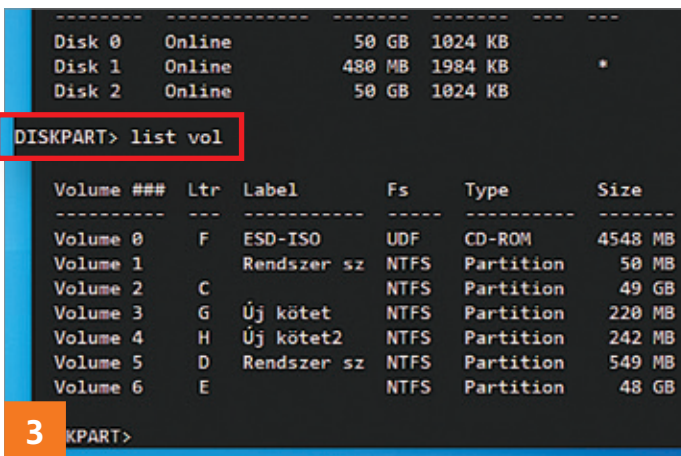 -------- ------------- ------- ------- --- ---
Disk 0 Online 50 GB 1024 KB
Disk 1 Online 480 MB 1984 KB *
Disk 2 Online 50 GB 1024 KB
DISKPART> list vol
Volume ### Ltr Label Fs Type Size
---------- --- ----------- ----- ---------- -------
Volume 0 F ESD-ISO UDF CD-ROM 4548 MB
Volume 1 Rendszer sz NTFS Partition 50 MB
Volume 2 C NTFS Partition 49 GB
Volume 3 G Új kötet NTFS Partition 220 MB
Volume 4 H Új kötet2 NTFS Partition 242 MB
Volume 5 D Rendszer sz NTFS Partition 549 MB
Volume 6 E NTFS Partition 48 GB
3 KPART>